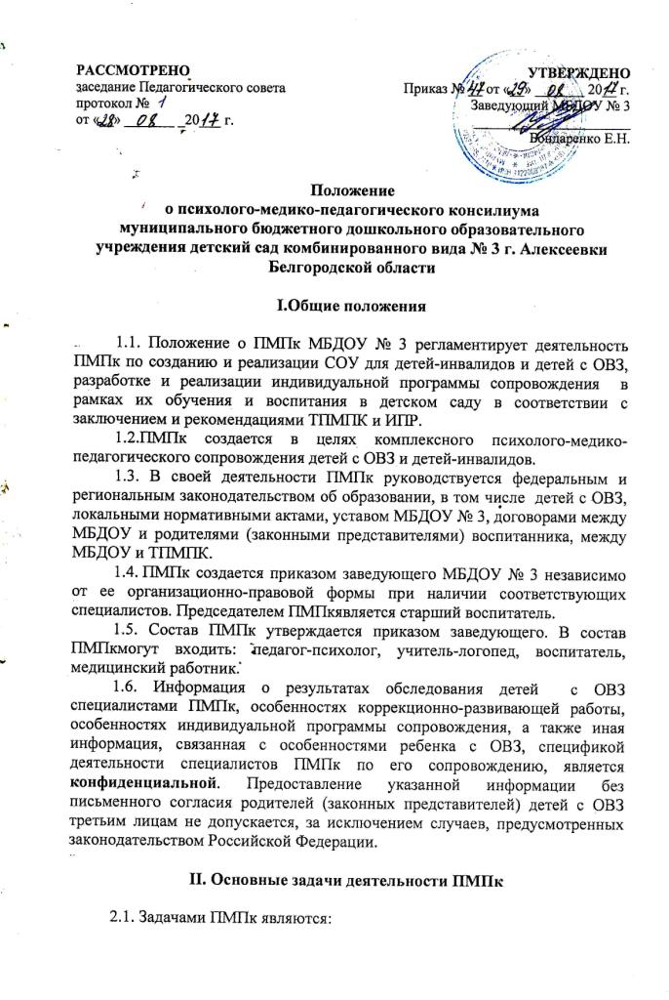 РАССМОТРЕНО
заседание Педагогического совета
протокол № 1
от «28» 08 2017 г.
УТВЕРЖДЕНО
Приказ № 47 от «29» 08 2017 г.
Заведующий МБДОУ № 3
Бондаренко Е.Н.
Положение
о психолого-медико-педагогического консилиума
муниципального бюджетного дошкольного образовательного
учреждения детский сад комбинированного вида № 3 г. Алексеевки
Белгородской области
I.Общие положения
1.1. Положение о ПМПк МБДОУ № 3 регламентирует деятельность
ПМПк по созданию и реализации СОУ для детей-инвалидов и детей с ОВЗ,
разработке и реализации индивидуальной программы сопровождения в
рамках их обучения и воспитания в детском саду в соответствии с
заключением и рекомендациями ТПМПК и ИПР.
1.2.ПМПк создается в целях комплексного психолого-медико-
педагогического сопровождения детей с ОВЗ и детей-инвалидов.
1.3. В своей деятельности ПМПк руководствуется федеральным и
региональным законодательством об образовании, в том числе детей с ОВЗ,
локальными нормативными актами, уставом МБДОУ № 3, договорами между
МБДОУ и родителями (законными представителями) воспитанника, между
МБДОУ и ТПМПК.
1.4. ПМПк создается приказом заведующего МБДОУ № 3 независимо
от ее организационно-правовой формы при наличии соответствующих
специалистов. Председателем ПМПкявляется старший воспитатель.
1.5. Состав ПМПк утверждается приказом заведующего. В состав
ПМПкмогут входить: педагог-психолог, учитель-логопед, воспитатель,
медицинский работник.
1.6. Информация о результатах обследования детей с ОВЗ
специалистами ПМПк, особенностях коррекционно-развивающей работы,
особенностях индивидуальной программы сопровождения, а также иная
информация, связанная с особенностями ребенка с ОВЗ, спецификой
деятельности специалистов ПМПк по его сопровождению, является
конфиденциальной. Предоставление указанной информации без
письменного согласия родителей (законных представителей) детей с ОВЗ
третьим лицам не допускается, за исключением случаев, предусмотренных
законодательством Российской Федерации.
II. Основные задачи деятельности ПМПк
2.1. Задачами ПМПк являются: